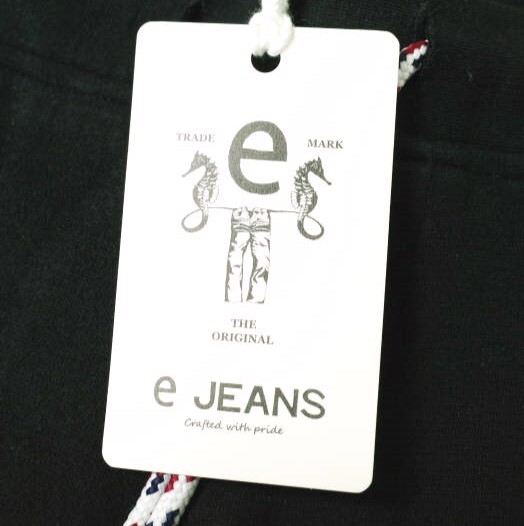 TRADE e MARK
THE
ORIGINAL
e JEANS
Crafted with pride